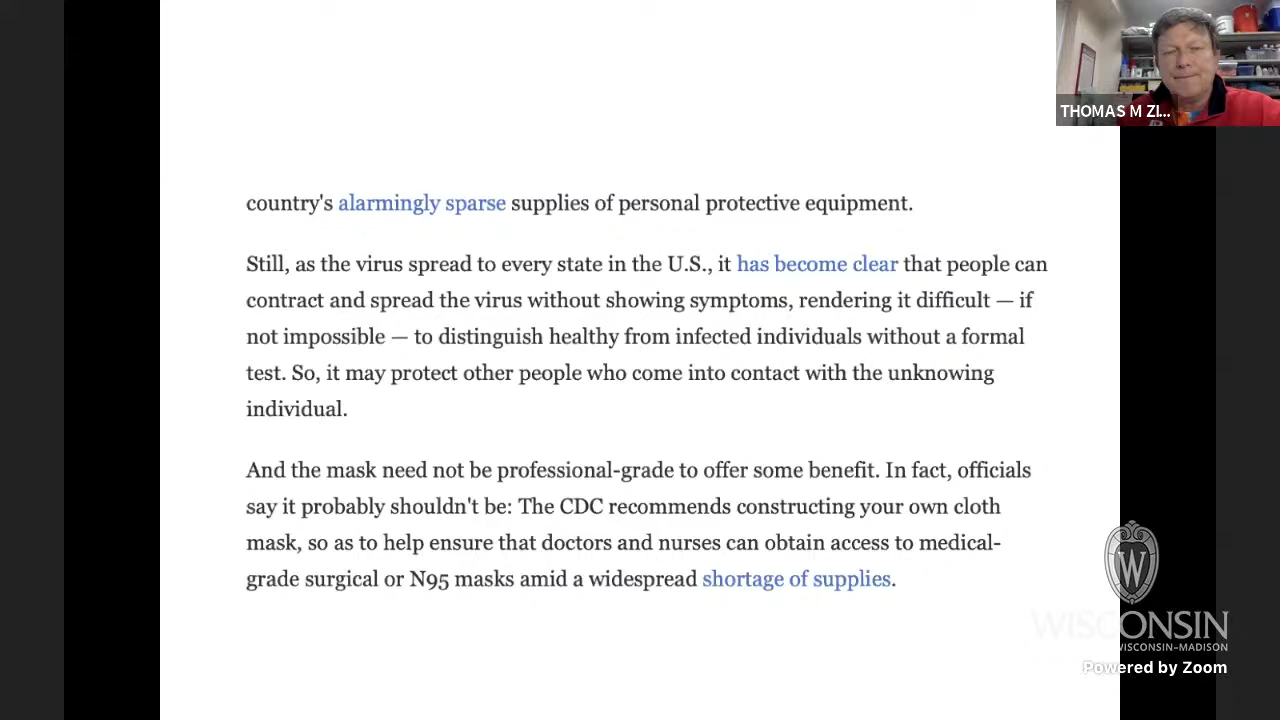 THOMAS M ZI...
country's alarmingly sparse supplies of personal protective equipment.
Still, as the virus spread to every state in the U.S., it has become clear that people can
contract and spread the virus without showing symptoms, rendering it difficult — if
not impossible — to distinguish healthy from infected individuals without a formal
test. So, it may protect other people who come into contact with the unknowing
individual.
And the mask need not be professional-grade to offer some benefit. In fact, officials
say it probably shouldn't be: The CDC recommends constructing your own cloth
mask, so as to help ensure that doctors and nurses can obtain access to medical-
grade surgical or N95 masks amid a widespread shortage of supplies.
W
WISCONSIN
WISCONSIN–MADISON
Powered by Zoom